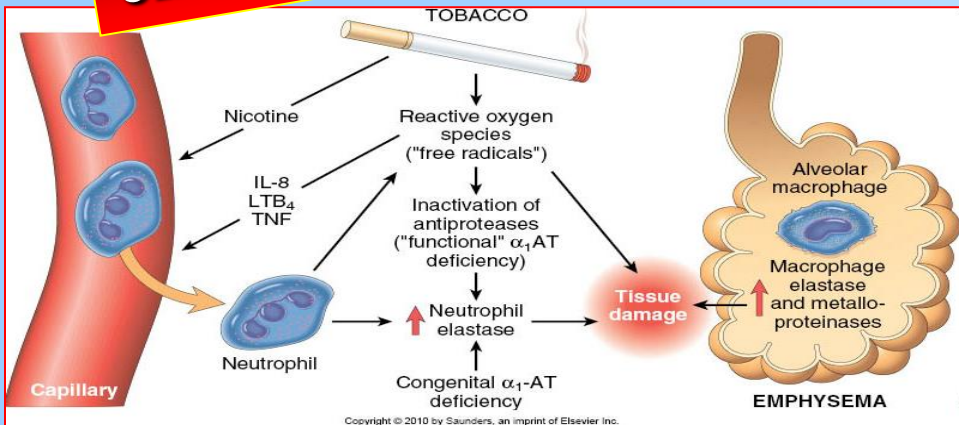 TOBACCO
Nicotine
Reactive oxygen
species
("free radicals")
IL-8
LTB₄
TNF
Inactivation of
antiproteases
("functional" α₁AT
deficiency)
Neutrophil
elastase
Congenital α₁-AT
deficiency
Neutrophil
Capillary
Tissue
damage
Alveolar
macrophage
Macrophage
elastase
and metallo-
proteinases
EMPHYSEMA
Copyright © 2010 by Saunders, an imprint of Elsevier Inc.